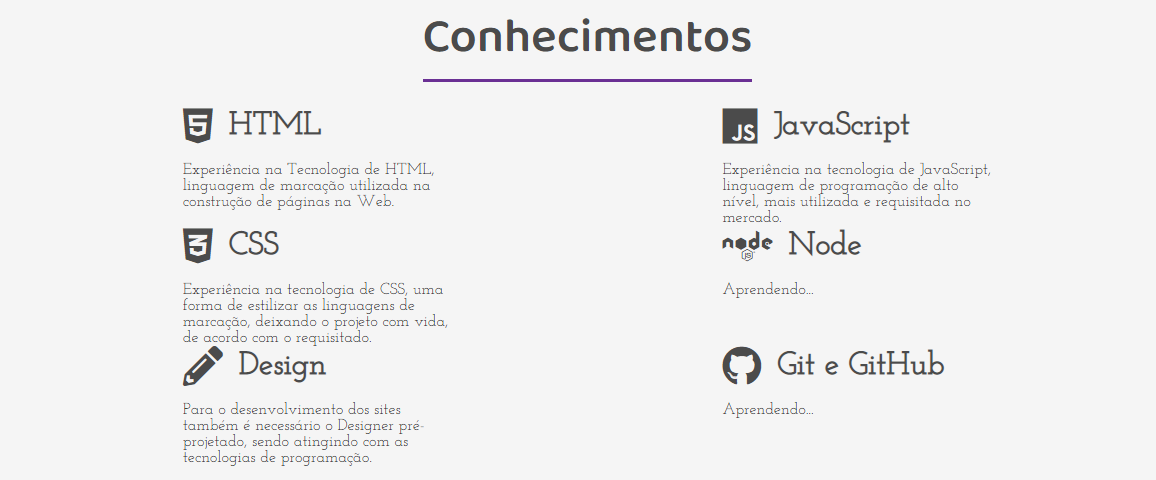 Conhecimentos
HTML
Experiência na Tecnologia de HTML,
linguagem de marcação utilizada na
construção de páginas na Web.
JS
JavaScript
Experiência na tecnologia de JavaScript,
linguagem de programação de alto
nível, mais utilizada e requisitada no
mercado.
CSS
Experiência na tecnologia de CSS, uma
forma de estilizar as linguagens de
marcação, deixando o projeto com vida,
de acordo com o requisitado.
node
JS
Node
Aprendendo...
Design
Para o desenvolvimento dos sites
também é necessário o Designer pré-
projetado, sendo atingindo com as
tecnologias de programação.
Git e GitHub
Aprendendo...